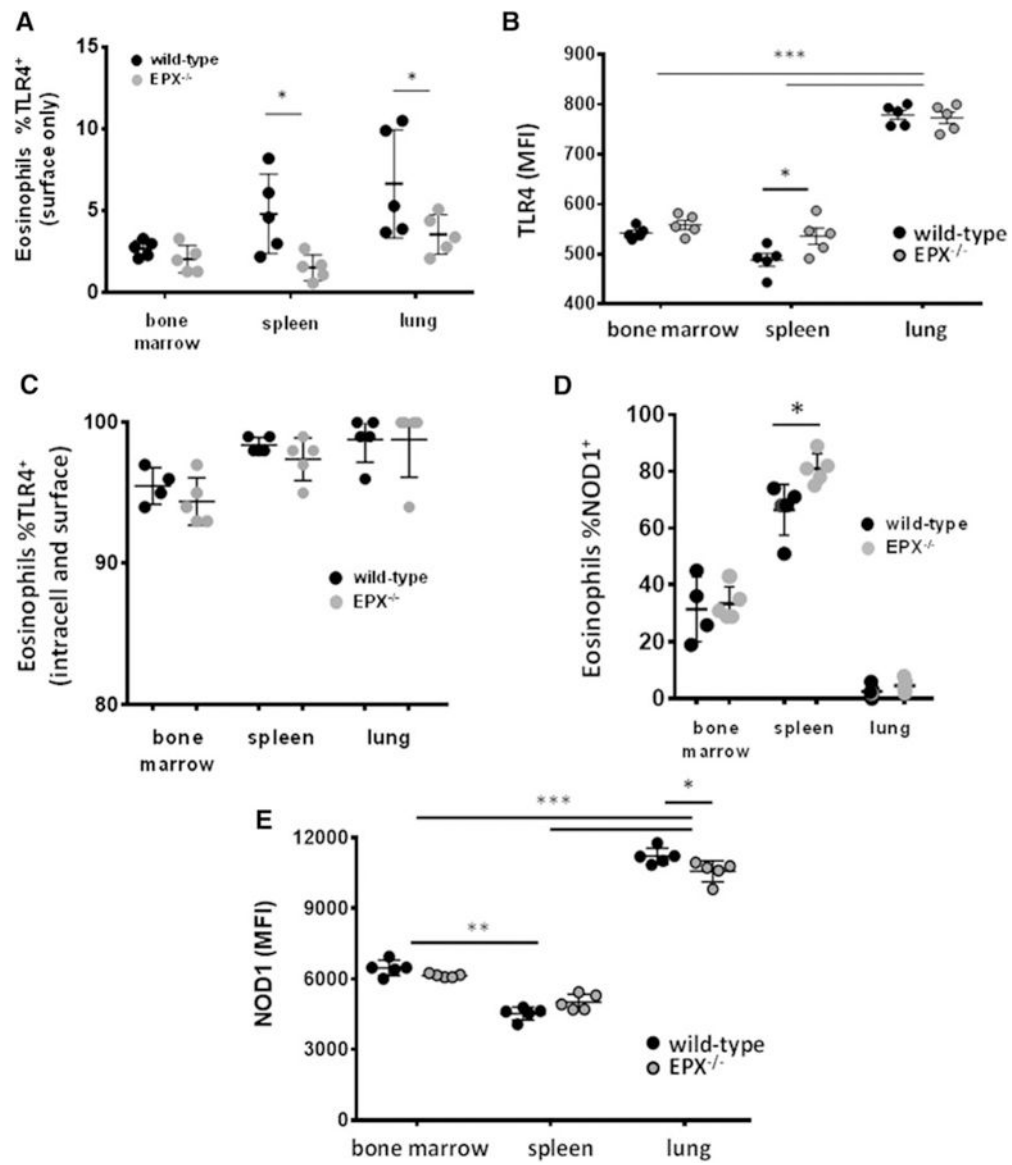 A
Eosinophils %TLR4⁺
(surface only)
15
10
5
0
wild-type
EPX⁻/⁻
*
*
bone
marrow
spleen
lung
B
TLR4 (MFI)
900
800
700
600
500
400
***
*
wild-type
EPX⁻/⁻
bone marrow
spleen
lung
C
Eosinophils %TLR4⁺
(intracell and surface)
100
90
80
wild-type
EPX⁻/⁻
bone
marrow
spleen
lung
D
Eosinophils %NOD1⁺
100
80
60
40
20
0
*
wild-type
EPX⁻/⁻
bone
marrow
spleen
lung
E
NOD1 (MFI)
12000
9000
6000
3000
0
***
*
**
wild-type
EPX⁻/⁻
bone marrow
spleen
lung